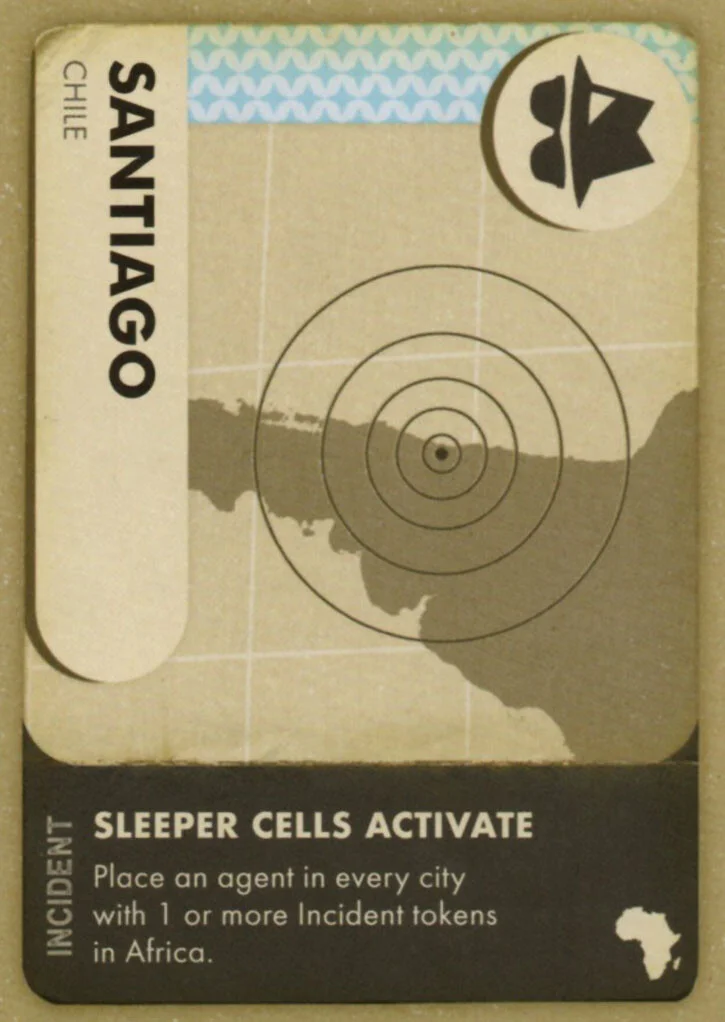 SANTIAGO
CHILE
INCIDENT
SLEEPER CELLS ACTIVATE
Place an agent in every city
with 1 or more Incident tokens
in Africa.